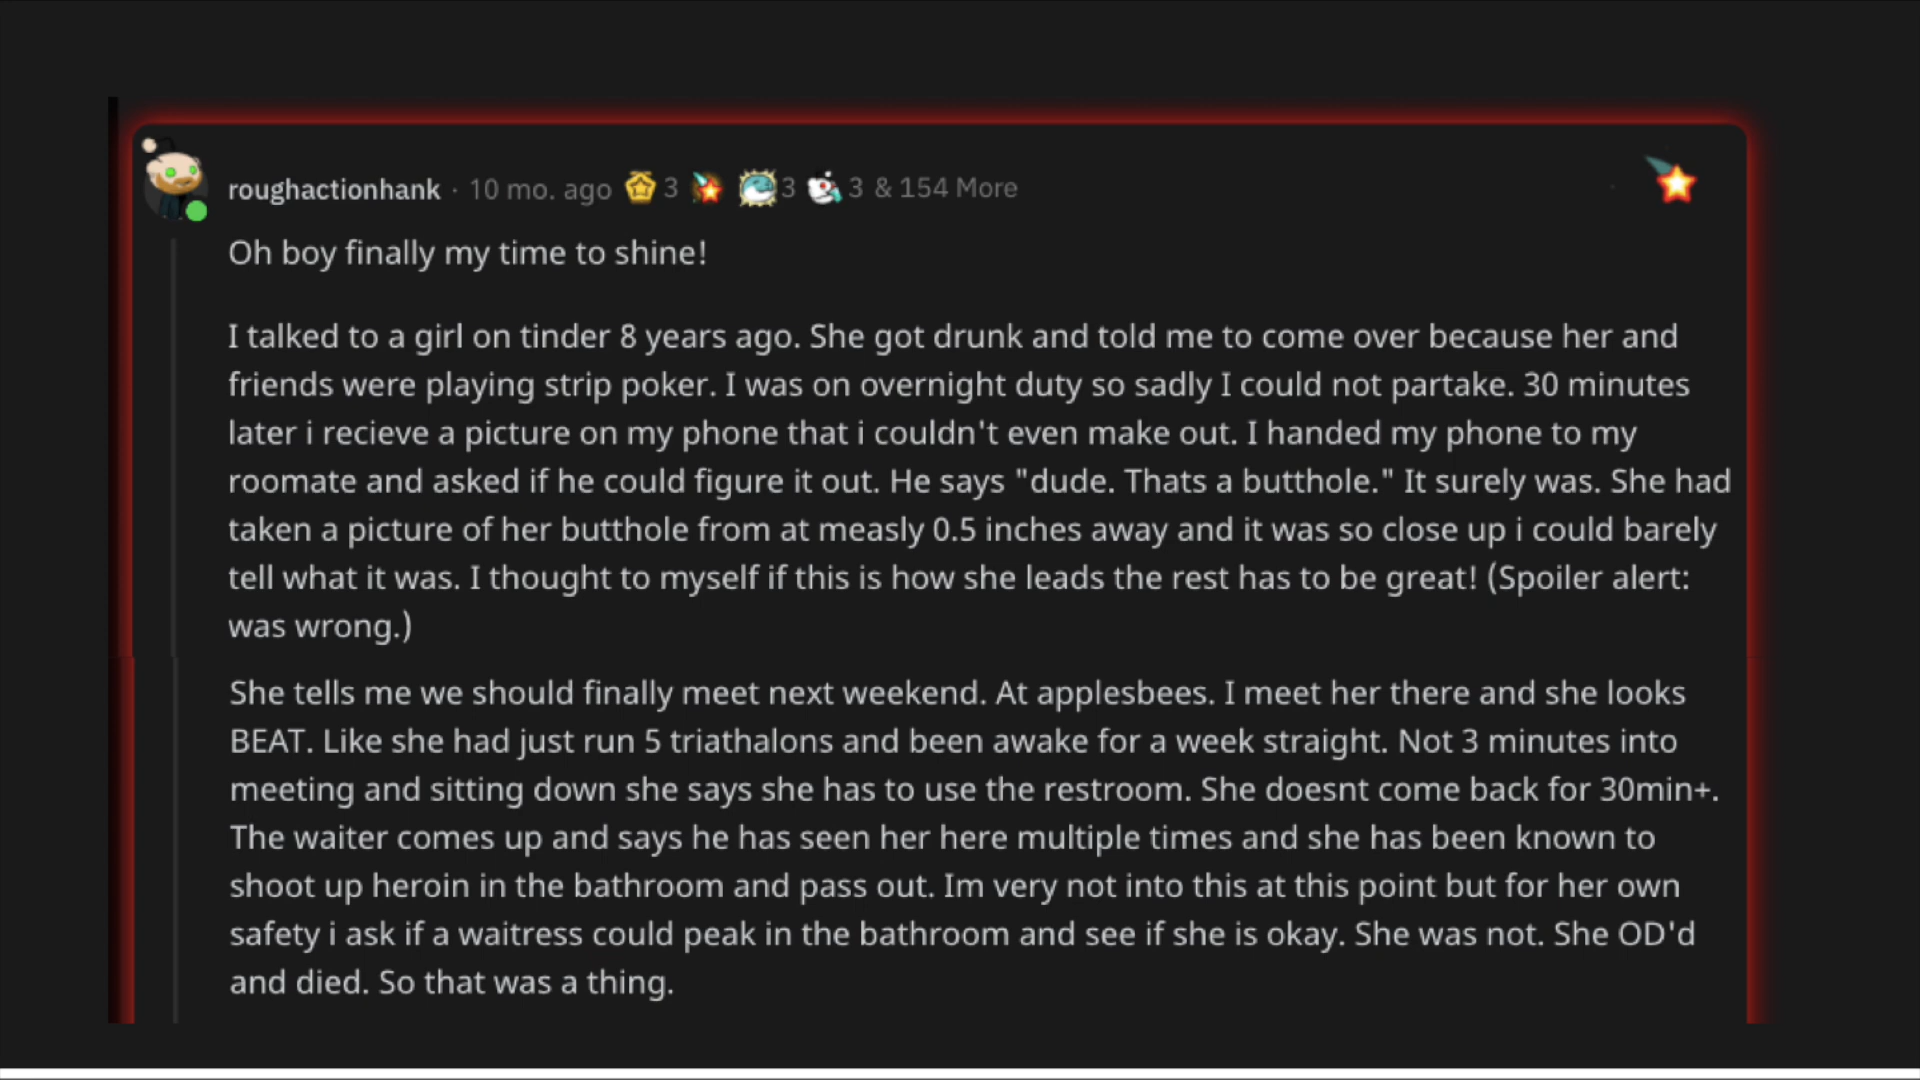 roughactionhank · 10 mo. ago 3 3 3 & 154 More
Oh boy finally my time to shine!
I talked to a girl on tinder 8 years ago. She got drunk and told me to come over because her and
friends were playing strip poker. I was on overnight duty so sadly I could not partake. 30 minutes
later i recieve a picture on my phone that i couldn't even make out. I handed my phone to my
roomate and asked if he could figure it out. He says "dude. Thats a butthole." It surely was. She had
taken a picture of her butthole from at measly 0.5 inches away and it was so close up i could barely
tell what it was. I thought to myself if this is how she leads the rest has to be great! (Spoiler alert:
was wrong.)
She tells me we should finally meet next weekend. At applesbees. I meet her there and she looks
BEAT. Like she had just run 5 triathalons and been awake for a week straight. Not 3 minutes into
meeting and sitting down she says she has to use the restroom. She doesnt come back for 30min+.
The waiter comes up and says he has seen her here multiple times and she has been known to
shoot up heroin in the bathroom and pass out. Im very not into this at this point but for her own
safety i ask if a waitress could peak in the bathroom and see if she is okay. She was not. She OD'd
and died. So that was a thing.